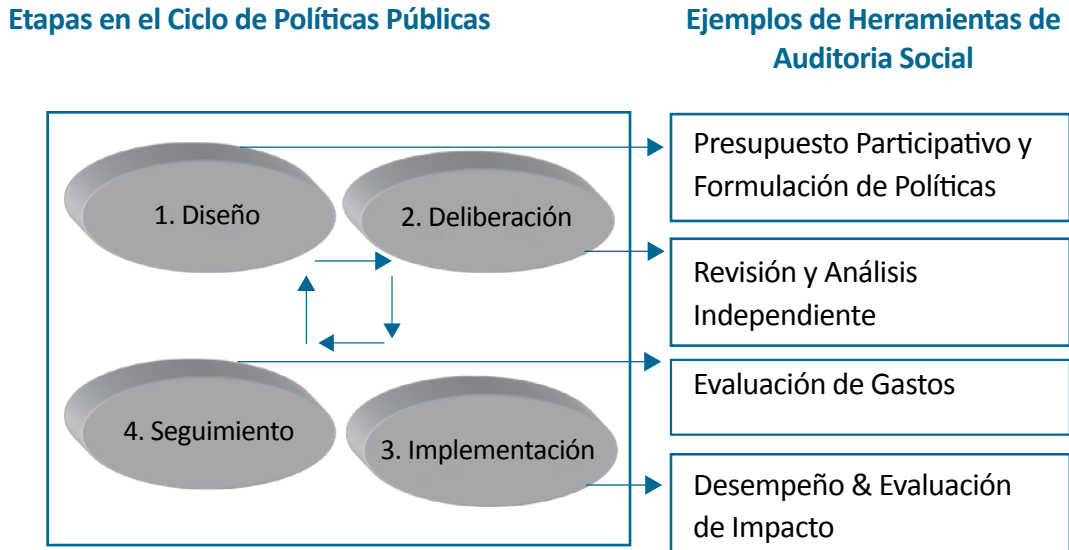 Etapas en el Ciclo de Políticas Públicas
Ejemplos de Herramientas de
Auditoria Social
1. Diseño
2. Deliberación
4. Seguimiento
3. Implementación
Presupuesto Participativo y
Formulación de Políticas
Revisión y Análisis
Independiente
Evaluación de Gastos
Desempeño & Evaluación
de Impacto